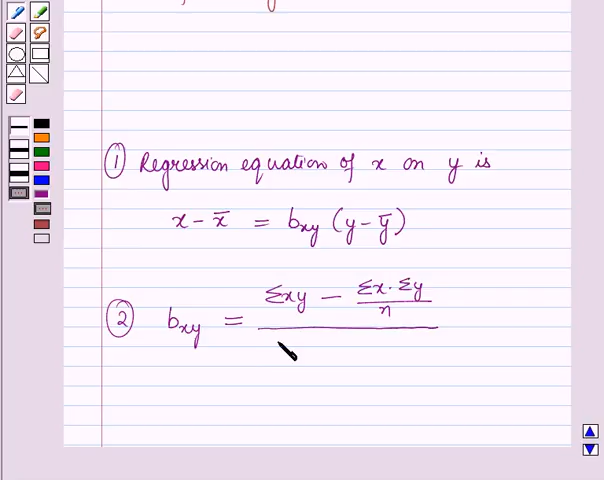 ① Regression equation of x on y is
x - x̄ = bxy (y - ȳ)
② bxy = Σxy - Σx · Σy / n